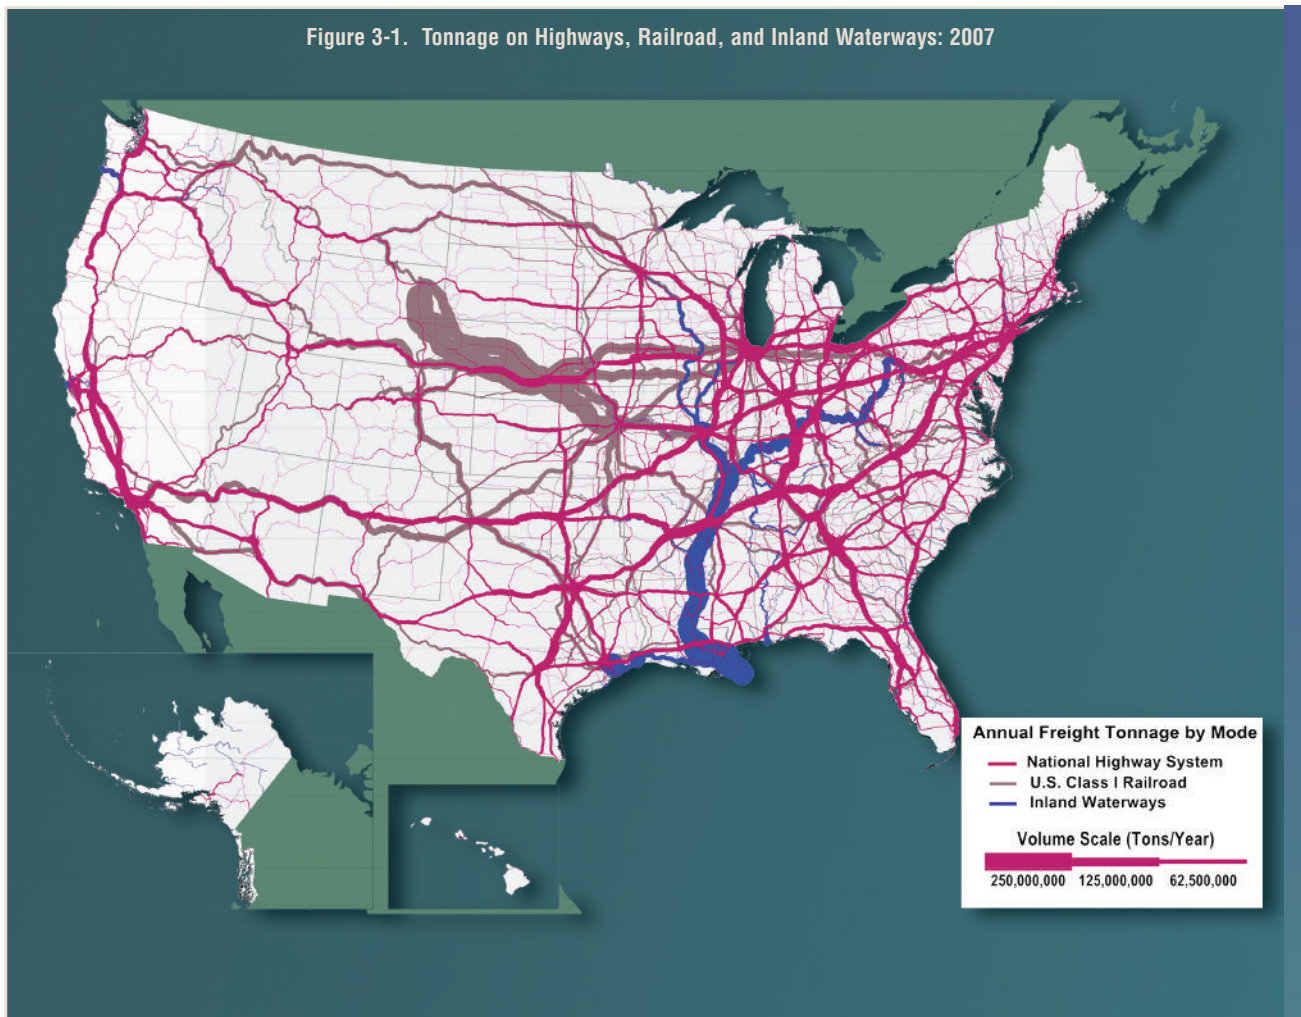 Figure 3-1. Tonnage on Highways, Railroad, and Inland Waterways: 2007
Annual Freight Tonnage by Mode
National Highway System
U.S. Class I Railroad
Inland Waterways
Volume Scale (Tons/Year)
250,000,000 125,000,000 62,500,000